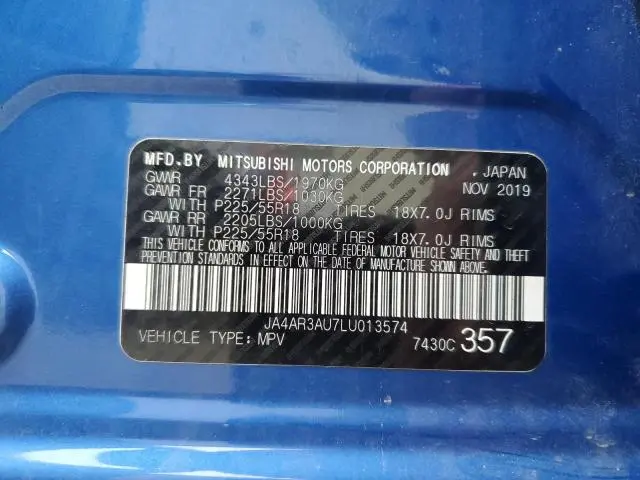 MFD.BY MITSUBISHI MOTORS CORPORATION , JAPAN
GVWR 4343LBS/1970KG NOV 2019
GAWR FR 2271LBS/1030KG
WITH P225/55R18 TIRES 18X7.0J RIMS
GAWR RR 2205LBS/1000KG
WITH P225/55R18 TIRES 18X7.0J RIMS
THIS VEHICLE CONFORMS TO ALL APPLICABLE FEDERAL MOTOR VEHICLE SAFETY AND THEFT
PREVENTION STANDARDS IN EFFECT ON THE DATE OF MANUFACTURE SHOWN ABOVE.
JA4AR3AU7LU013574
VEHICLE TYPE: MPV 7430C 357